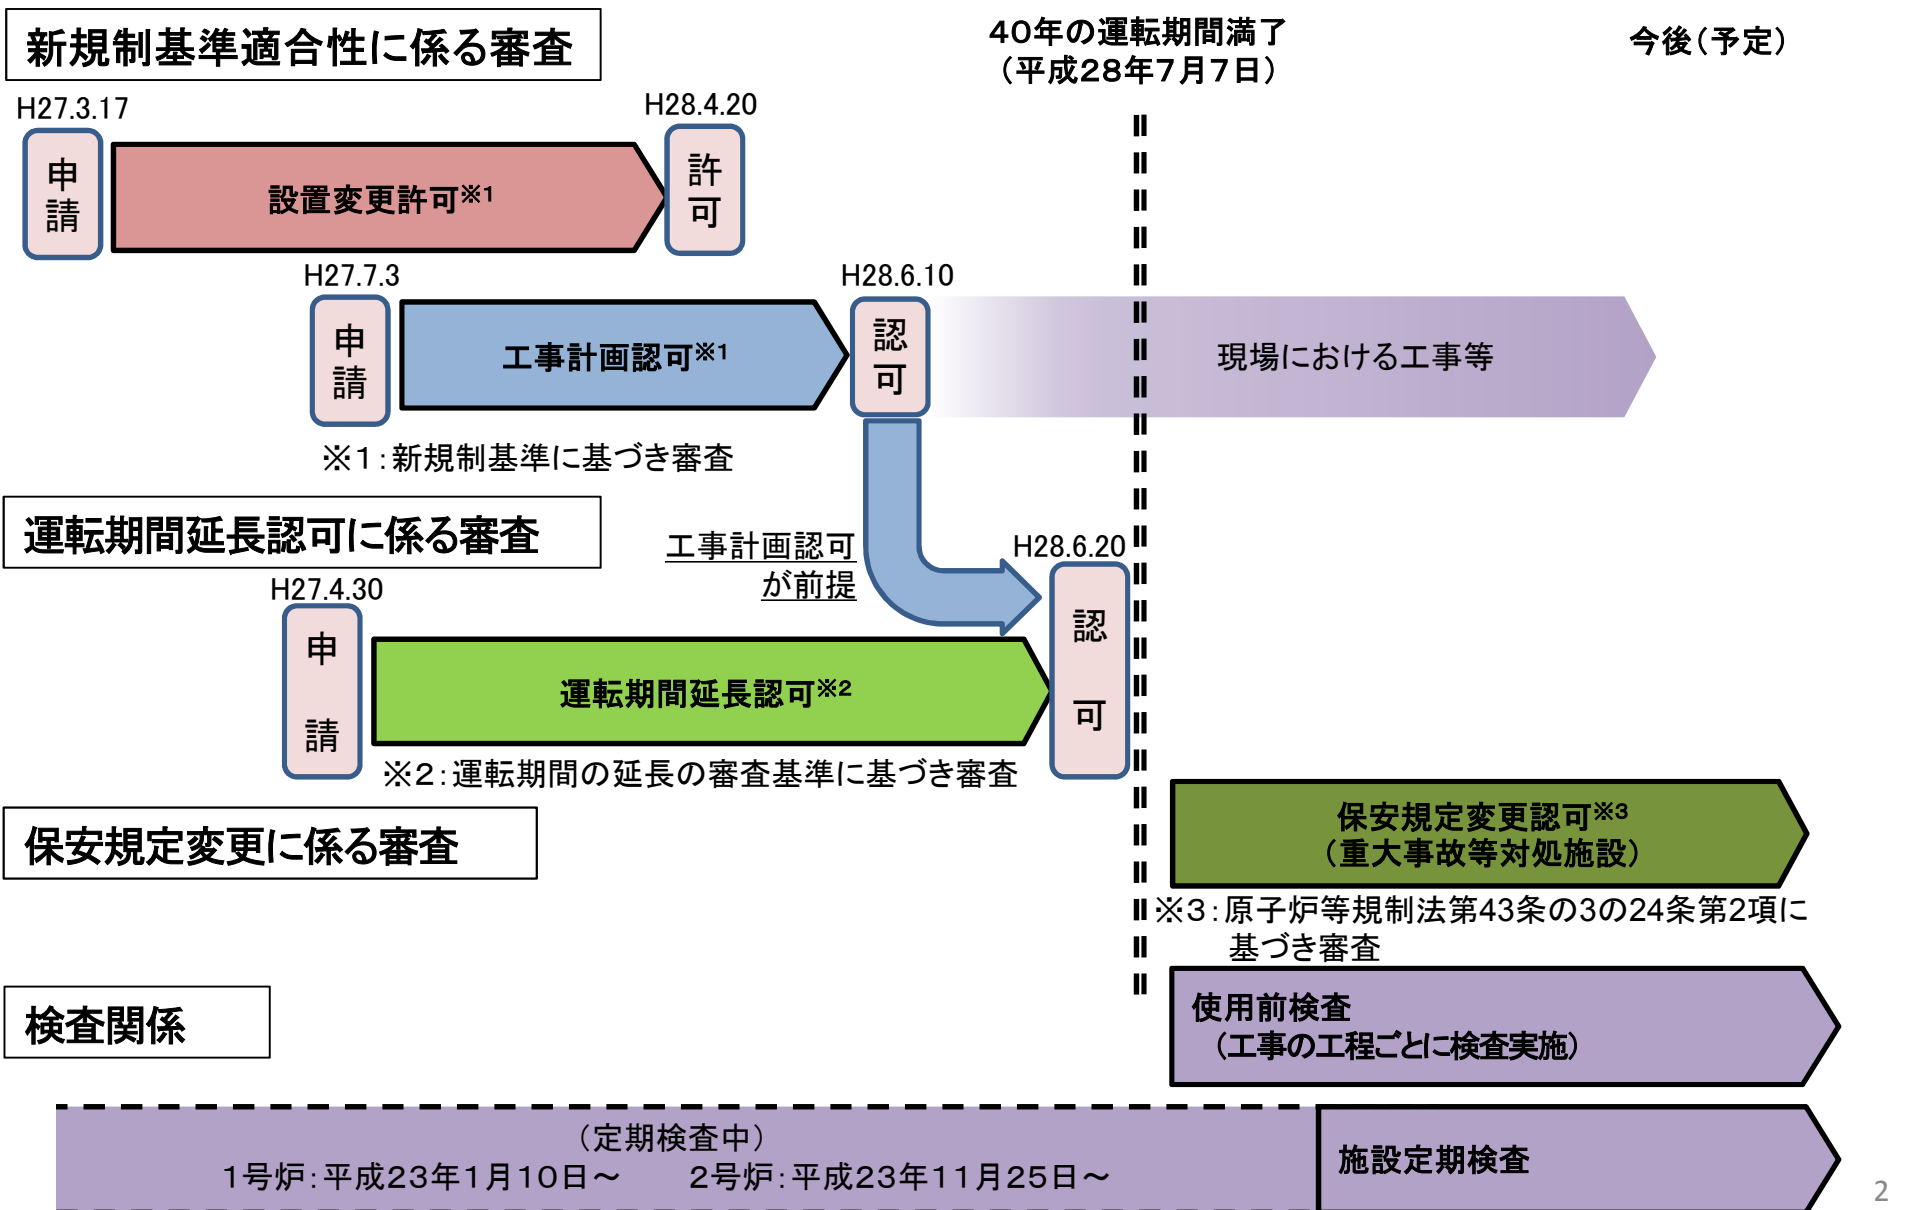 新規制基準適合性に係る審査
40年の運転期間満了
（平成28年7月7日）
今後（予定）
H27.3.17
申請
設置変更許可※1
H28.4.20
許可
H27.7.3
申請
工事計画認可※1
H28.6.10
認可
現場における工事等
※1：新規制基準に基づき審査
運転期間延長認可に係る審査
工事計画認可
が前提
H27.4.30
申請
運転期間延長認可※2
H28.6.20
認可
※2：運転期間の延長の審査基準に基づき審査
保安規定変更に係る審査
保安規定変更認可※3
（重大事故等対処施設）
※3：原子炉等規制法第43条の3の24条第2項に
基づき審査
検査関係
使用前検査
（工事の工程ごとに検査実施）
（定期検査中）
1号炉：平成23年1月10日～　　2号炉：平成23年11月25日～
施設定期検査
2